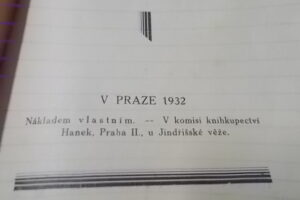 V PRAZE 1932
Nákladem vlastním. — V komisi knihkupectví
Hanek, Praha II., u Jindřišské věže.